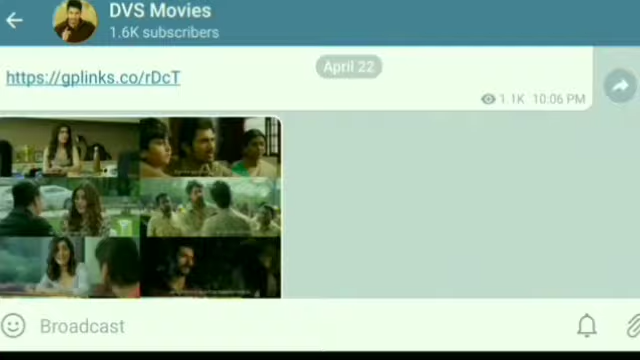 DVS Movies
1.6K subscribers
April 22
https://gplinks.co/rDcT
1.1K 10:06 PM
Broadcast